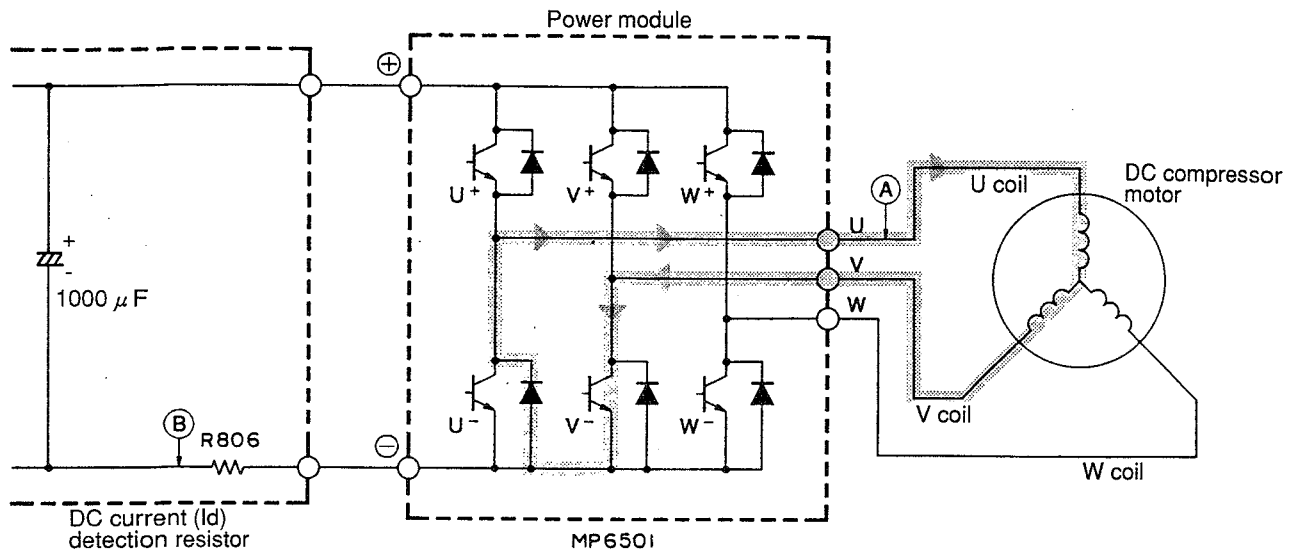 Power module
⊕
U+
V+
W+
A
U
V
W
U coil
DC compressor
motor
+
-
1000 μF
U−
V−
W−
V coil
W coil
B
R806
⊖
DC current (Id)
detection resistor
MP6501